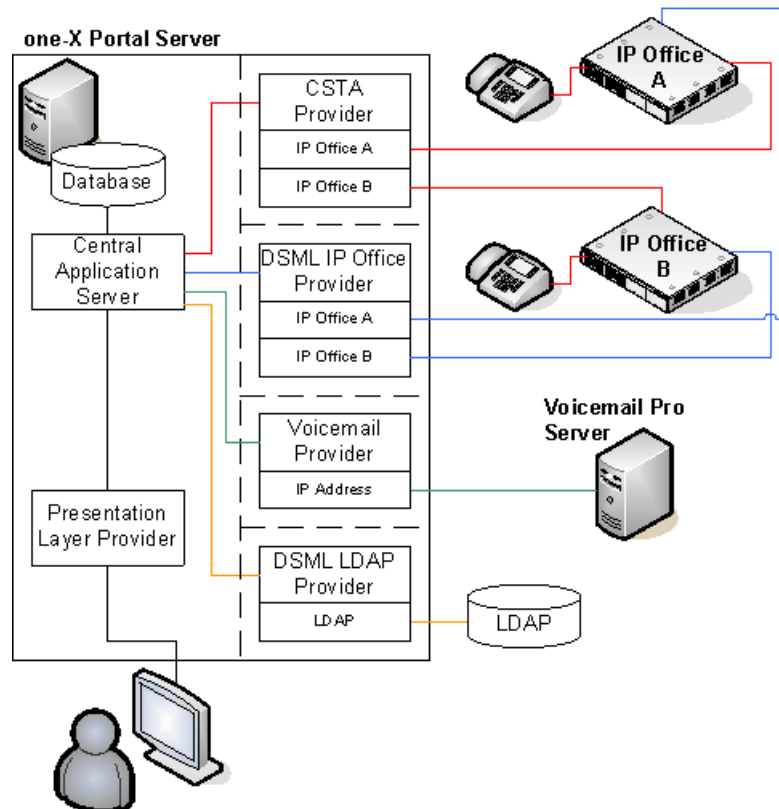 one-X Portal Server
Database
Central
Application
Server
Presentation
Layer Provider
CSTA
Provider
IP Office A
IP Office B
DSML IP Office
Provider
IP Office A
IP Office B
Voicemail
Provider
IP Address
DSML LDAP
Provider
LDAP
IP Office
A
IP Office
B
Voicemail Pro
Server
LDAP